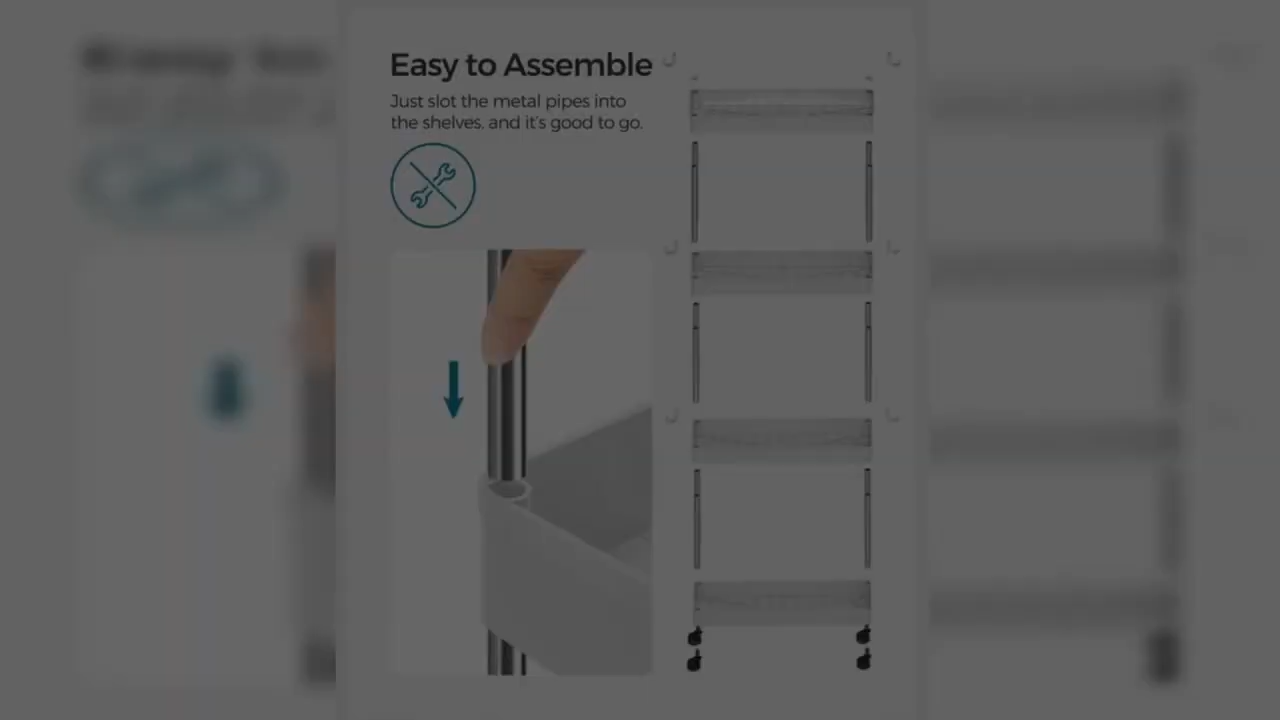 Easy to Assemble
Just slot the metal pipes into
the shelves. and it's good to go.